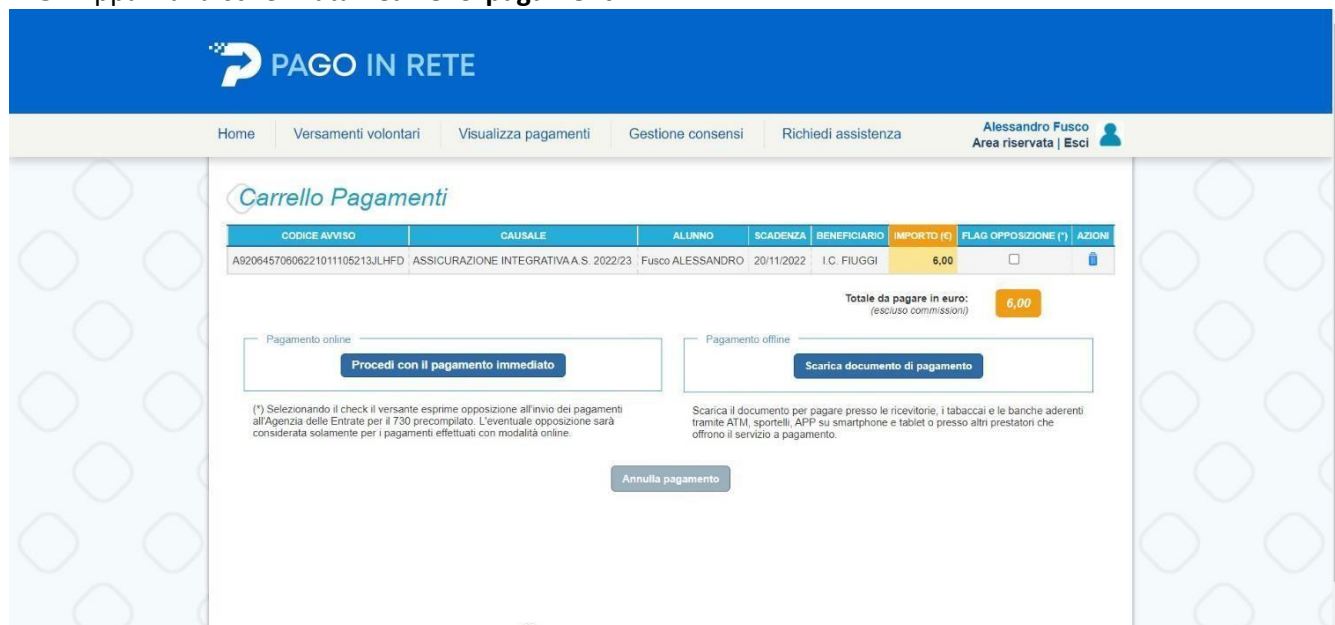 PAGO IN RETE
Home Versamenti volontari Visualizza pagamenti Gestione consensi Richiedi assistenza
Alessandro Fusco
Area riservata | Esci
Carrello Pagamenti
CODICE AVVISO CAUSALE ALUNNO SCADENZA BENEFICIARIO IMPORTO (€) FLAG OPPOSIZIONE (*) AZIONI
A92064570606221011105213JLHFD ASSICURAZIONE INTEGRATIVA A.S. 2022/23 Fusco ALESSANDRO 20/11/2022 I.C. FIUGGI 6,00
Totale da pagare in euro: 6,00
(escluso commissioni)
Pagamento online
Procedi con il pagamento immediato
(*) Selezionando il check il versante esprime opposizione all'invio dei pagamenti
all'Agenzia delle Entrate per il 730 precompilato. L'eventuale opposizione sarà
considerata solamente per i pagamenti effettuati con modalità online.
Pagamento offline
Scarica documento di pagamento
Scarica il documento per pagare presso le ricevitorie, i tabaccai e le banche aderenti
tramite ATM, sportelli, APP su smartphone e tablet o presso altri prestatori che
offrono il servizio a pagamento.
Annulla pagamento